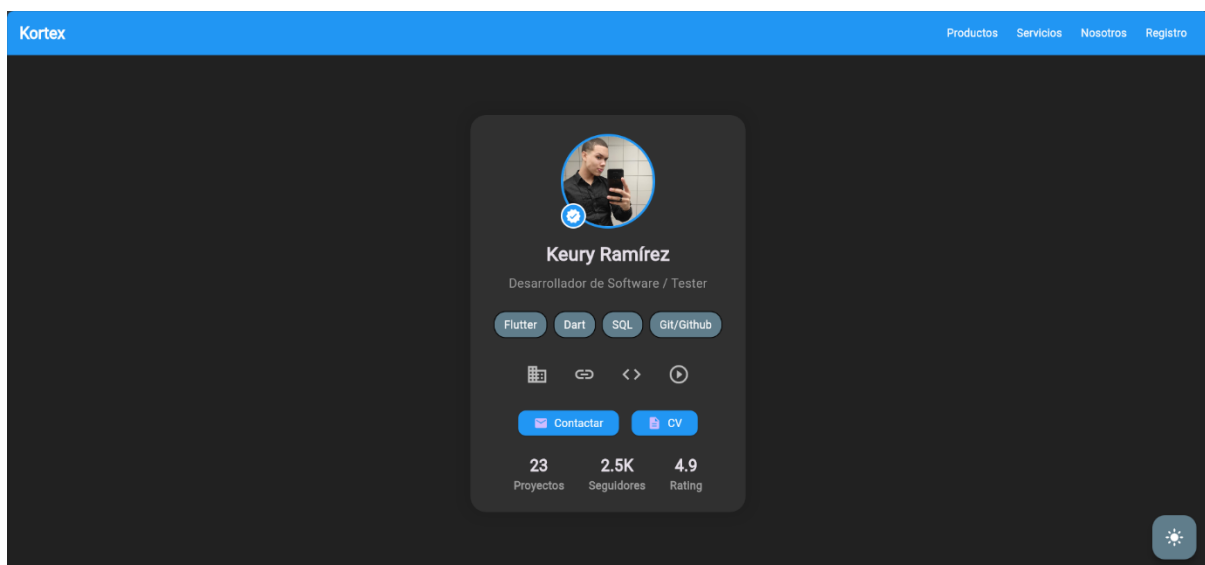 Kortex
Productos Servicios Nosotros Registro
Keury Ramírez
Desarrollador de Software / Tester
Flutter Dart SQL Git/Github
Contactar CV
23 2.5K 4.9
Proyectos Seguidores Rating